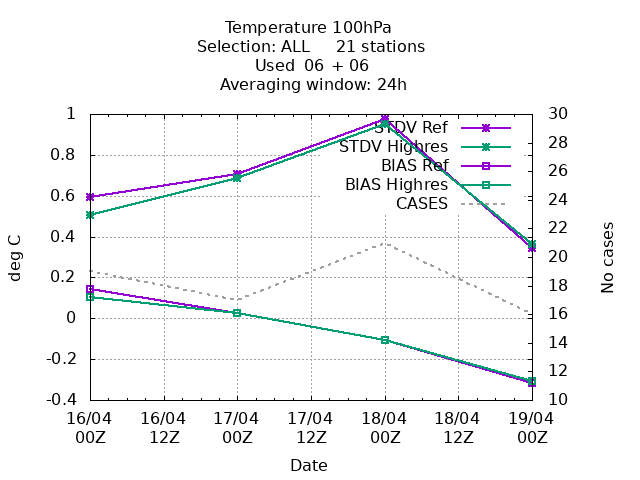 Temperature 100hPa
Selection: ALL     21 stations
Used  06 + 06
Averaging window: 24h
1
0.8
0.6
0.4
0.2
0
-0.2
-0.4
deg C
30
28
26
24
22
20
18
16
14
12
10
No cases
STDV Ref
STDV Highres
BIAS Ref
BIAS Highres
CASES
16/04 16/04 17/04 17/04 18/04 18/04 19/04
00Z 12Z 00Z 12Z 00Z 12Z 00Z
Date